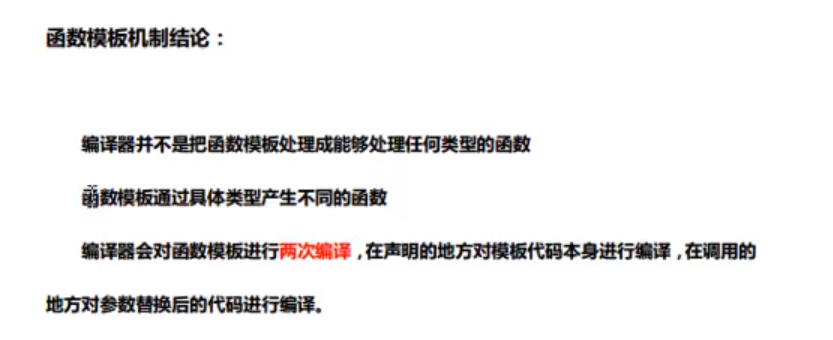 函数模板机制结论：
编译器并不是把函数模板处理成能够处理任何类型的函数
函数模板通过具体类型产生不同的函数
编译器会对函数模板进行两次编译，在声明的地方对模板代码本身进行编译，在调用的
地方对参数替换后的代码进行编译。